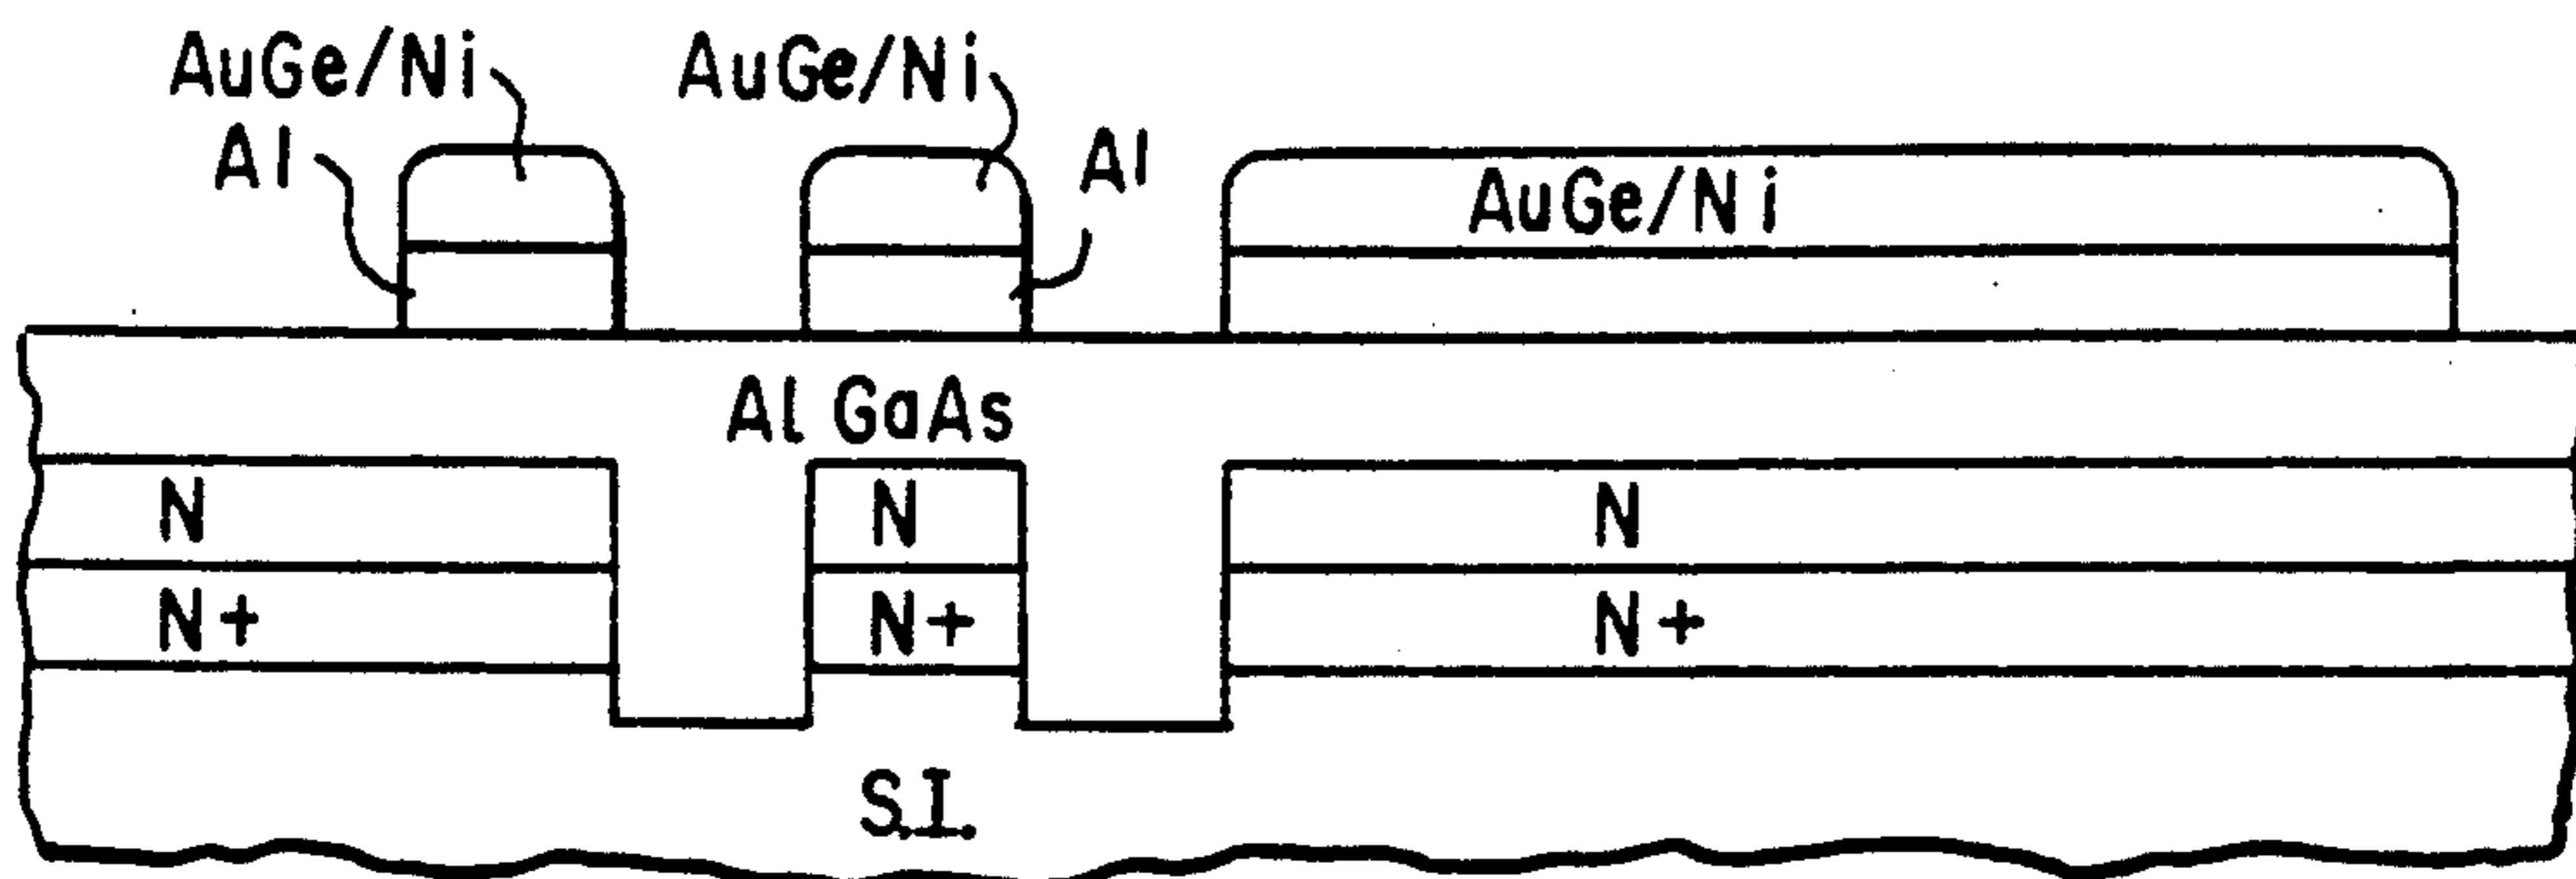 AuGe/Ni AuGe/Ni
Al Al
AuGe/Ni
Al GaAs
N N N
N+ N+ N+
S.I.